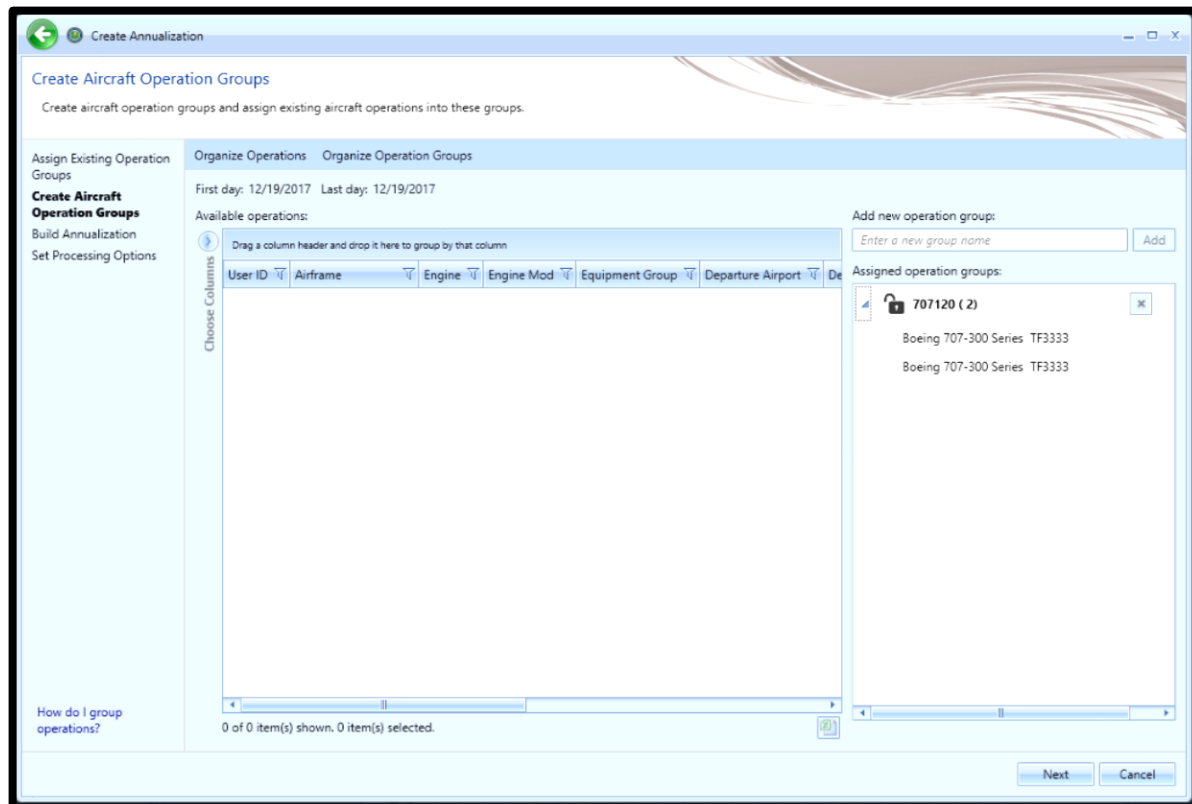 Create Annualization
Create Aircraft Operation Groups
Create aircraft operation groups and assign existing aircraft operations into these groups.
Assign Existing Operation
Groups
Create Aircraft
Operation Groups
Build Annualization
Set Processing Options
How do I group
operations?
Organize Operations Organize Operation Groups
First day: 12/19/2017 Last day: 12/19/2017
Available operations:
Choose Columns
Drag a column header and drop it here to group by that column
User ID Airframe Engine Engine Mod Equipment Group Departure Airport De
0 of 0 item(s) shown. 0 item(s) selected.
Add new operation group:
Enter a new group name Add
Assigned operation groups:
707120 ( 2)
Boeing 707-300 Series TF3333
Boeing 707-300 Series TF3333
Next Cancel